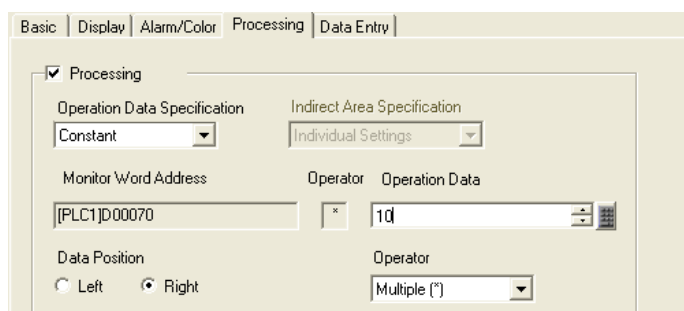 Basic Display Alarm/Color Processing Data Entry
Processing
Operation Data Specification Indirect Area Specification
Constant Individual Settings
Monitor Word Address Operator Operation Data
[PLC1]D00070 * 10
Data Position Operator
Left Right Multiple (*)